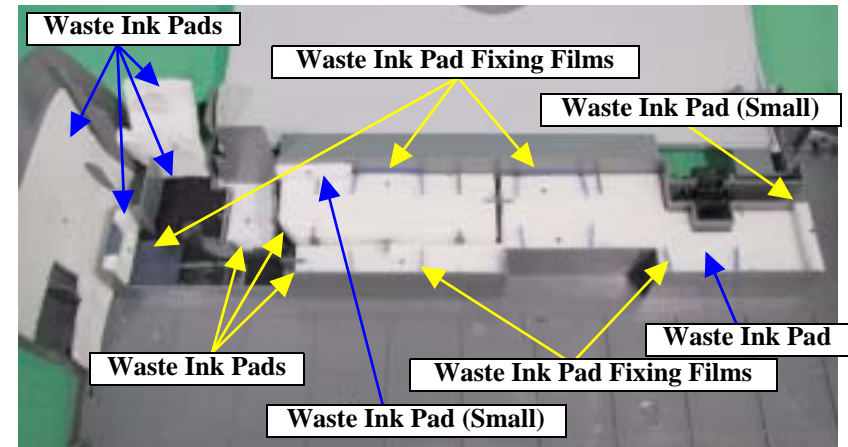 Waste Ink Pads
Waste Ink Pad Fixing Films
Waste Ink Pad (Small)
Waste Ink Pad
Waste Ink Pads
Waste Ink Pad Fixing Films
Waste Ink Pad (Small)